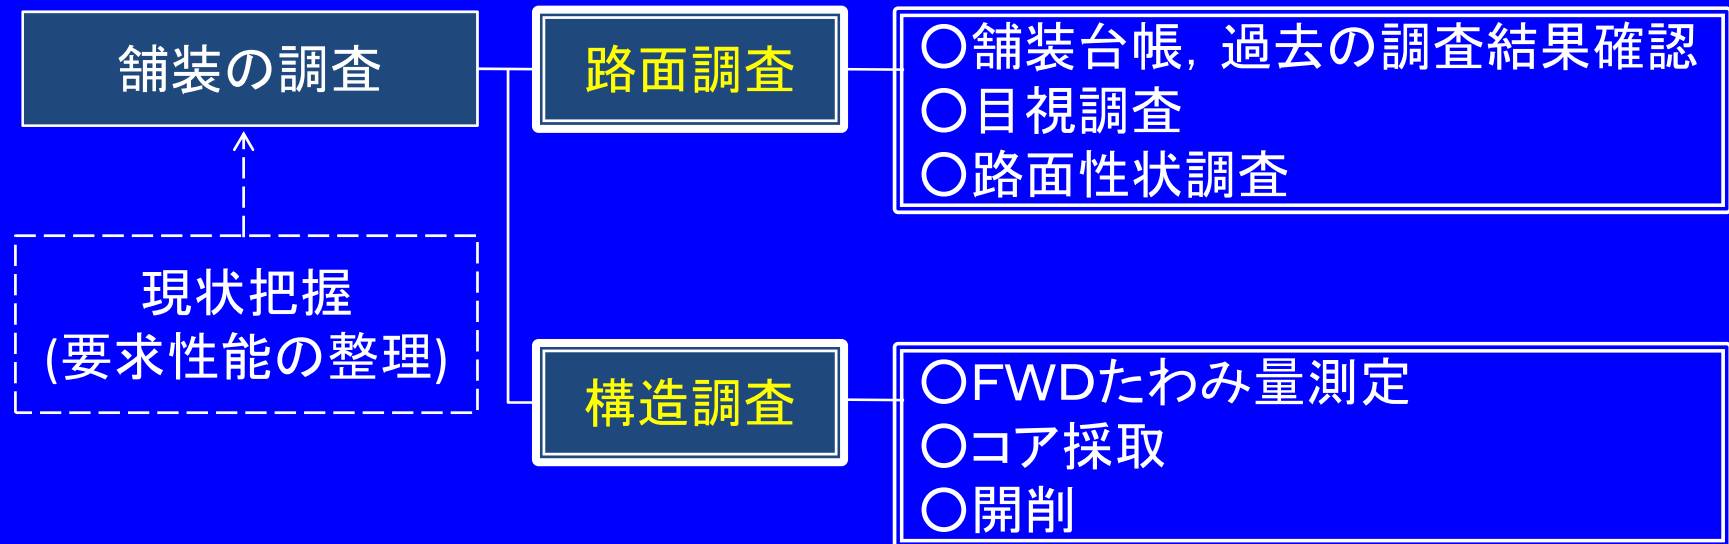 舗装の調査
路面調査
○舗装台帳，過去の調査結果確認
○目視調査
○路面性状調査
現状把握
(要求性能の整理)
構造調査
○FWDたわみ量測定
○コア採取
○開削